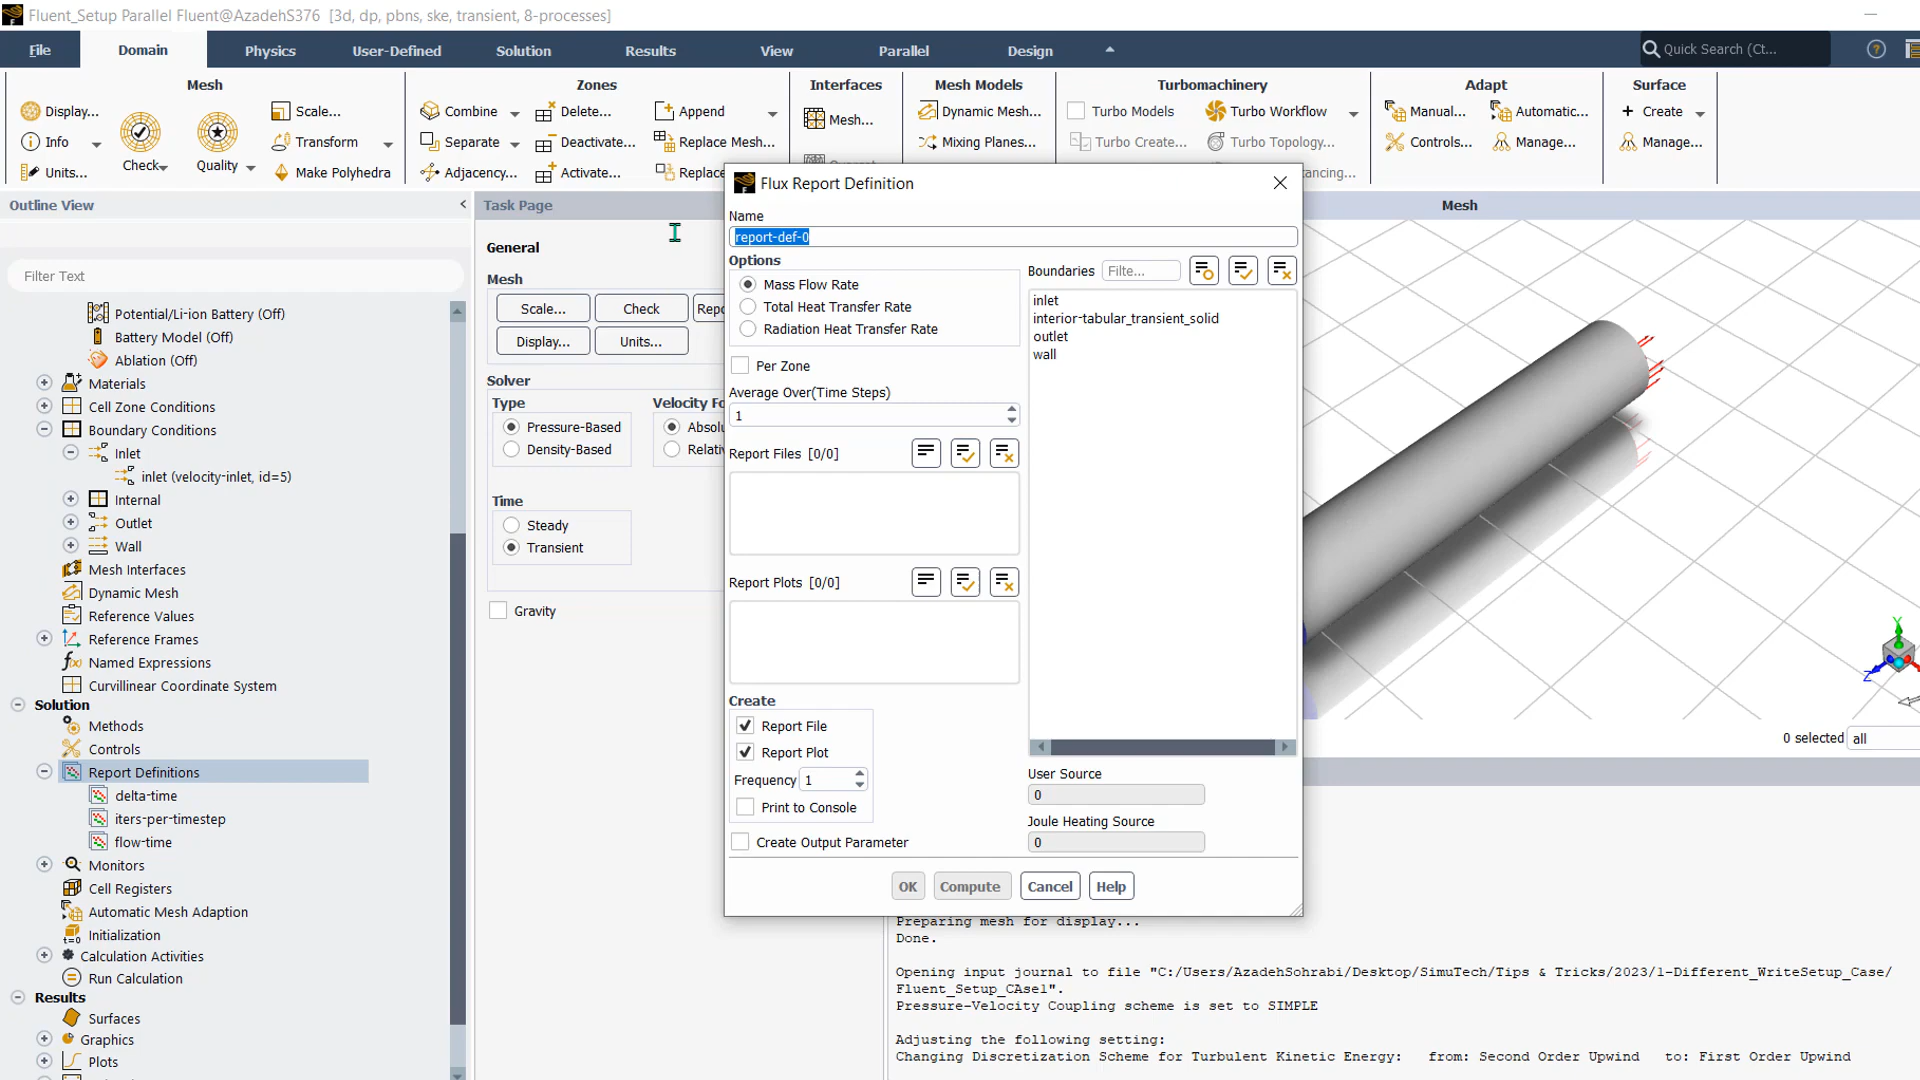 Fluent_Setup Parallel Fluent@AzadehS376 [3d, dp, pbns, ske, transient, 8-processes]
File Domain Physics User-Defined Solution Results View Parallel Design
Quick Search (Ct...
Mesh
Display...
Info
Units...
Check
Quality
Scale...
Transform
Make Polyhedra
Zones
Combine
Separate
Adjacency...
Delete...
Deactivate...
Activate...
Append
Replace Mesh...
Replace
Interfaces
Mesh...
Mesh Models
Dynamic Mesh...
Mixing Planes...
Turbomachinery
Turbo Models
Turbo Create...
Turbo Workflow
Turbo Topology...
Adapt
Manual...
Controls...
Automatic...
Manage...
Surface
Create
Manage...
Outline View
Filter Text
Potential/Li-ion Battery (Off)
Battery Model (Off)
Ablation (Off)
Materials
Cell Zone Conditions
Boundary Conditions
Inlet
inlet (velocity-inlet, id=5)
Internal
Outlet
Wall
Mesh Interfaces
Dynamic Mesh
Reference Values
Reference Frames
Named Expressions
Curvillinear Coordinate System
Solution
Methods
Controls
Report Definitions
delta-time
iters-per-timestep
flow-time
Monitors
Cell Registers
Automatic Mesh Adaption
Initialization
Calculation Activities
Run Calculation
Results
Surfaces
Graphics
Plots
Task Page
General
Mesh
Scale...
Check
Display...
Units...
Solver
Type
Pressure-Based
Density-Based
Time
Steady
Transient
Gravity
Flux Report Definition
Name
report-def-0
Options
Mass Flow Rate
Total Heat Transfer Rate
Radiation Heat Transfer Rate
Per Zone
Average Over(Time Steps)
1
Report Files [0/0]
Report Plots [0/0]
Create
Report File
Report Plot
Frequency 1
Print to Console
Create Output Parameter
Boundaries Filte...
inlet
interior-tabular_transient_solid
outlet
wall
User Source
0
Joule Heating Source
0
OK
Compute
Cancel
Help
Mesh
Y
Z
0 selected all
Preparing mesh for display...
Done.
Opening input journal to file "C:/Users/AzadehSohrabi/Desktop/SimuTech/Tips & Tricks/2023/1-Different_WriteSetup_Case/
Fluent_Setup_CAse1".
Pressure-Velocity Coupling scheme is set to SIMPLE
Adjusting the following setting:
Changing Discretization Scheme for Turbulent Kinetic Energy: from: Second Order Upwind to: First Order Upwind